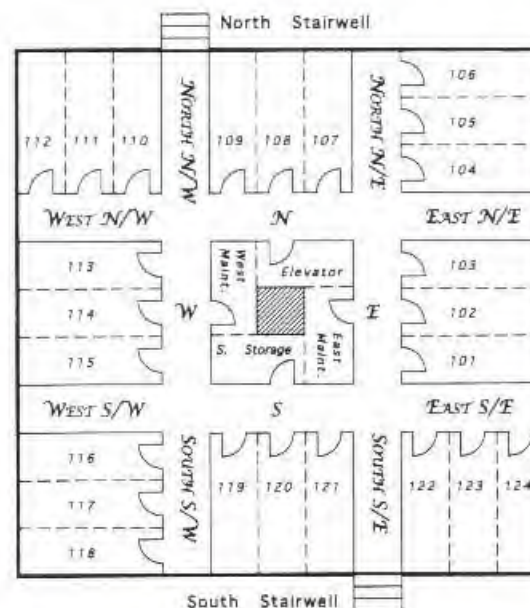 North Stairwell
112 111 110
NORTH N/W
109 108 107
NORTH N/E
106
105
104
WEST N/W
N
EAST N/E
113
114
115
W
West Maint.
Elevator
S. Storage
East Maint.
E
103
102
101
WEST S/W
S
EAST S/E
116
117
118
SOUTH S/W
119 120 121
SOUTH S/E
122 123 124
South Stairwell